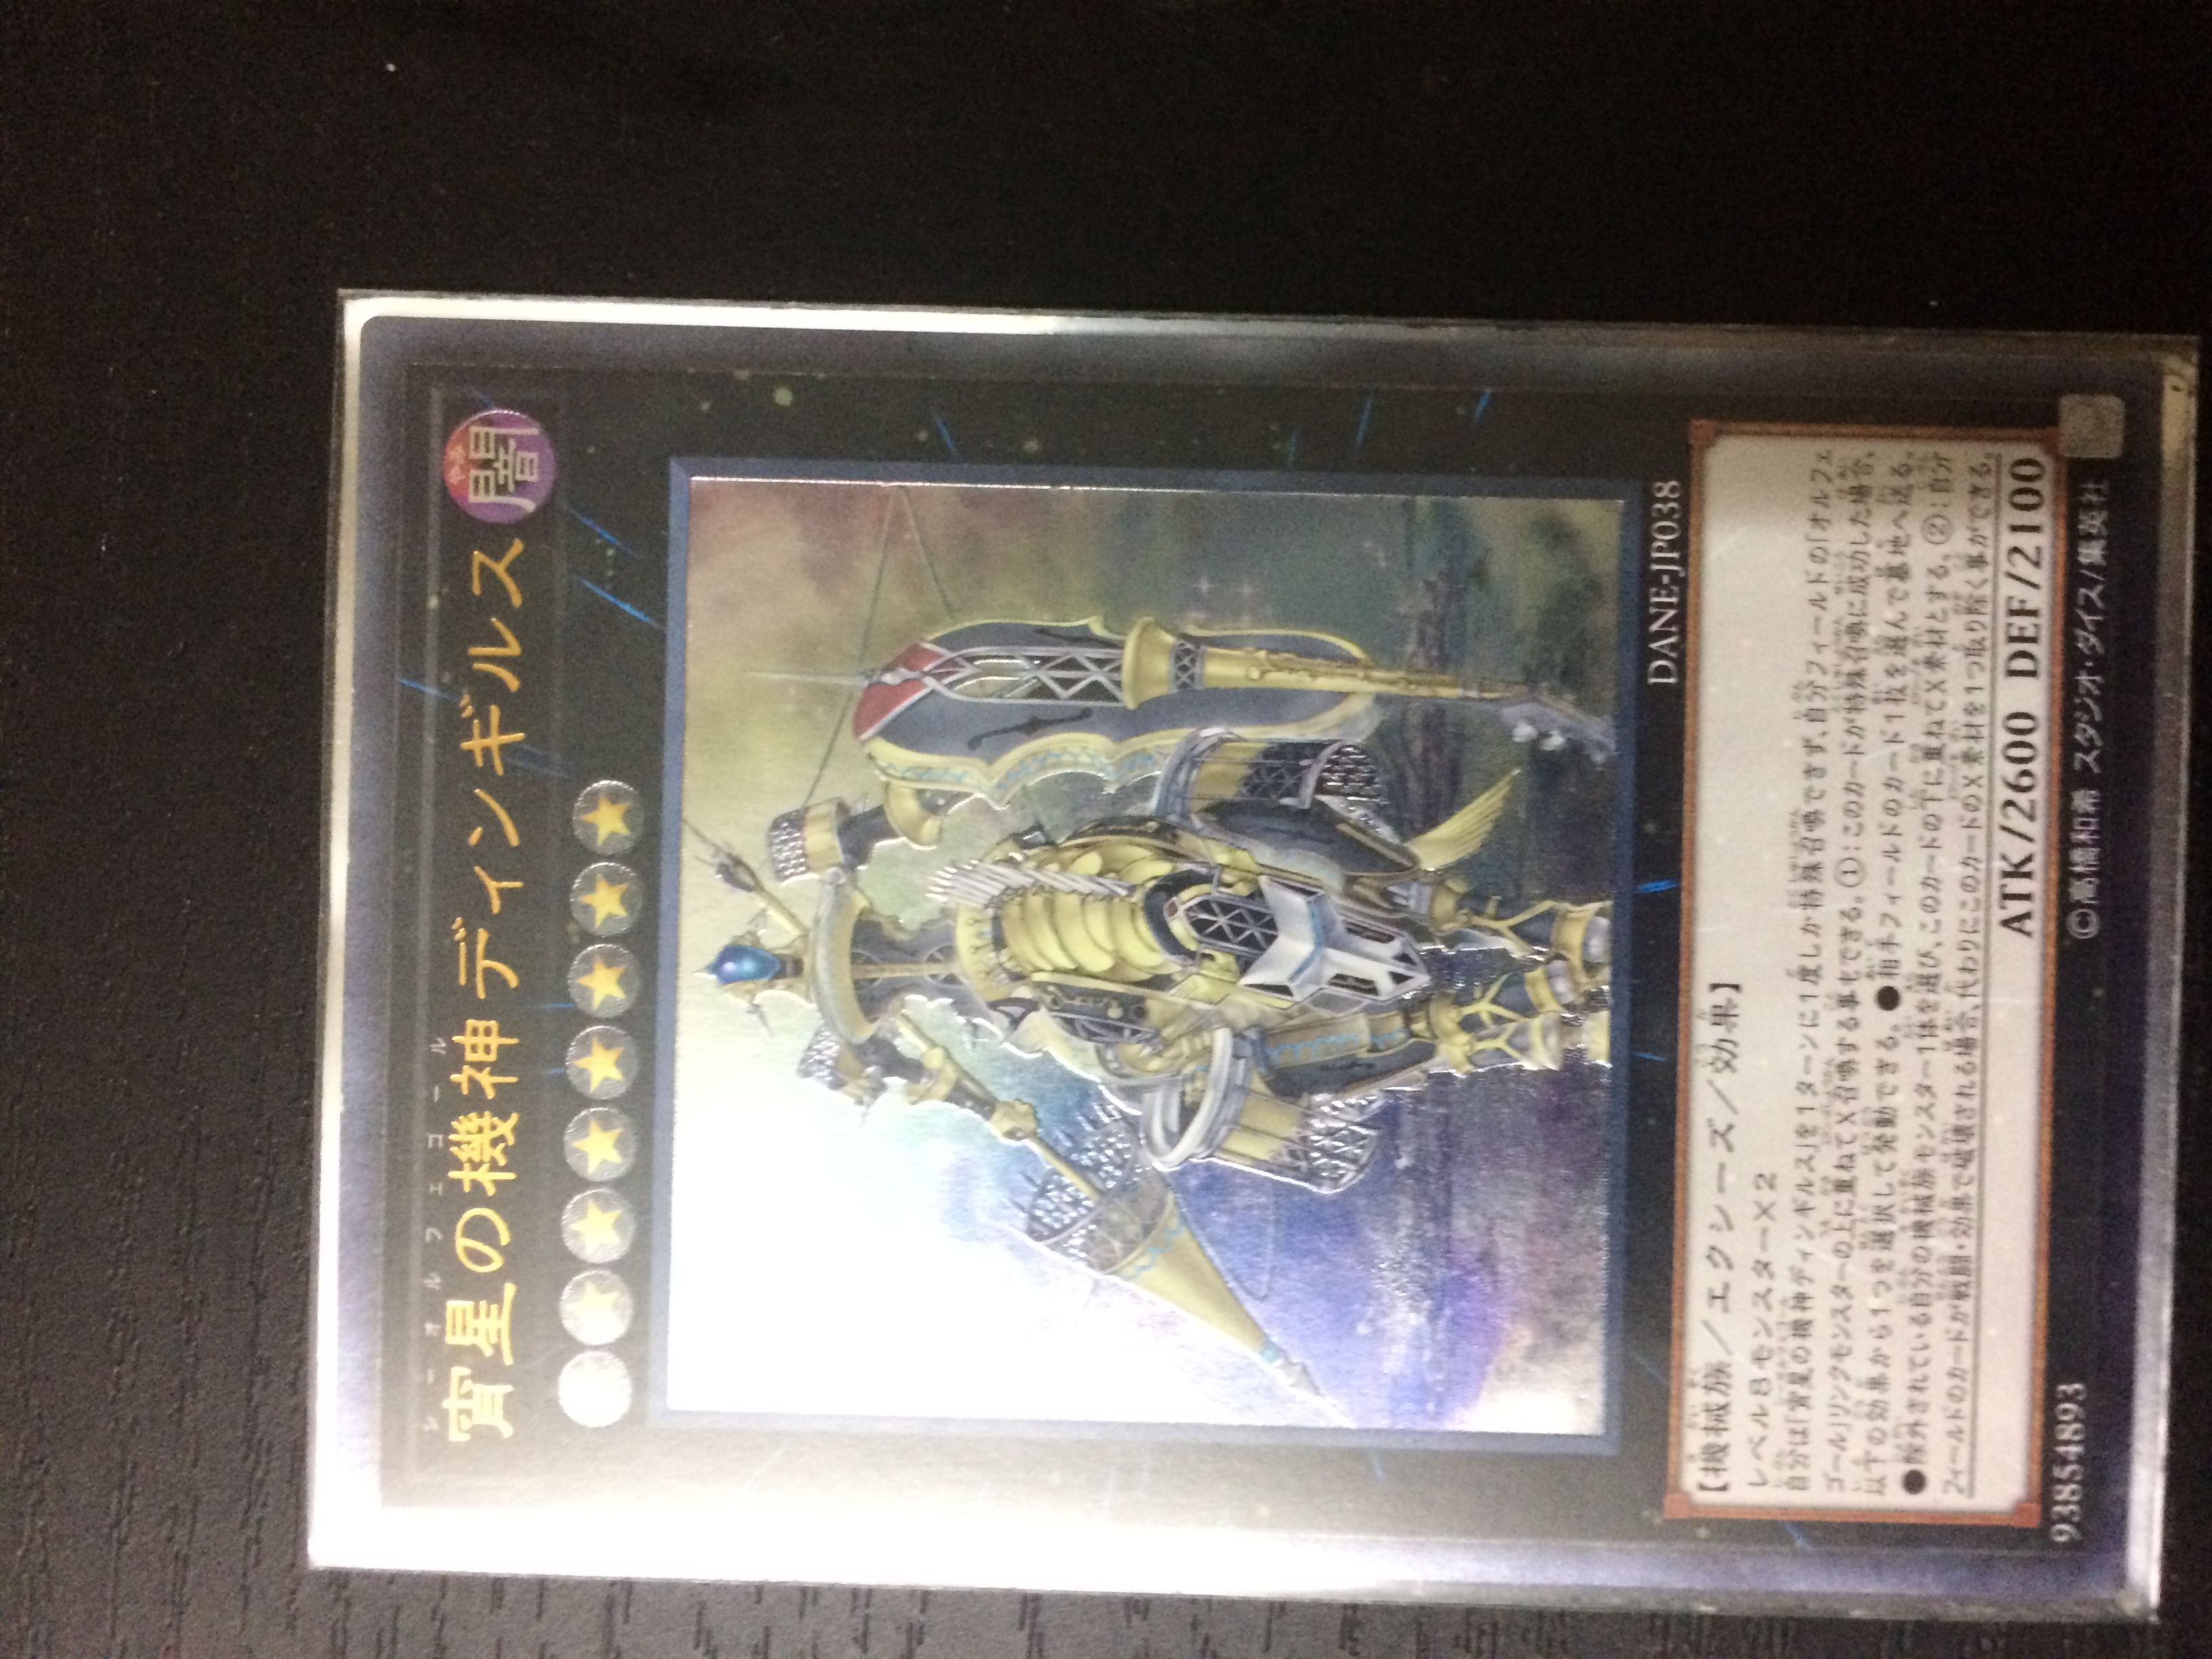 シーオルフェゴール
宵星の機神ディンギルス
やみ
闇
DANE-JP038
【機械族／エクシーズ／効果】
レベル８モンスター×２
自分は「宵星の機神ディンギルス」を１ターンに１度しか特殊召喚できず、自分フィールドの「オルフェ
ゴール」リンクモンスターの上に重ねてX召喚する事もできる。①：このカードが特殊召喚に成功した場合、
以下の効果から１つを選択して発動できる。●相手フィールドのカード１枚を選んで墓地へ送る。
●除外されている自分の機械族モンスター１体を選び、このカードの下に重ねてX素材とする。②：自分
フィールドのカードが戦闘・効果で破壊される場合、代わりにこのカードのX素材を１つ取り除く事ができる。
ATK/2600 DEF/2100
93854893
©高橋和希 スタジオ・ダイス/集英社